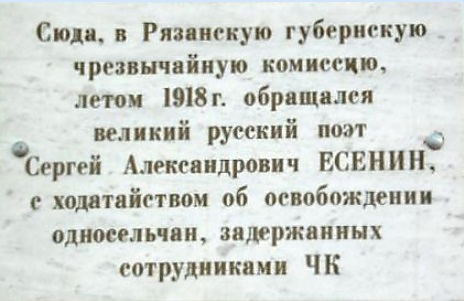 Сюда, в Рязанскую губернскую
чрезвычайную комиссию,
летом 1918 г. обращался
великий русский поэт
Сергей Александрович ЕСЕНИН,
с ходатайством об освобождении
односельчан, задержанных
сотрудниками ЧК